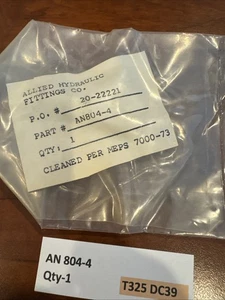 ALLIED HYDRAULIC
FITTINGS CO.
P.O. # 20-22221
PART # AN804-4
QTY: 1
CLEANED PER MEPS 7000-73
AN 804-4
Qty-1
T325 DC39